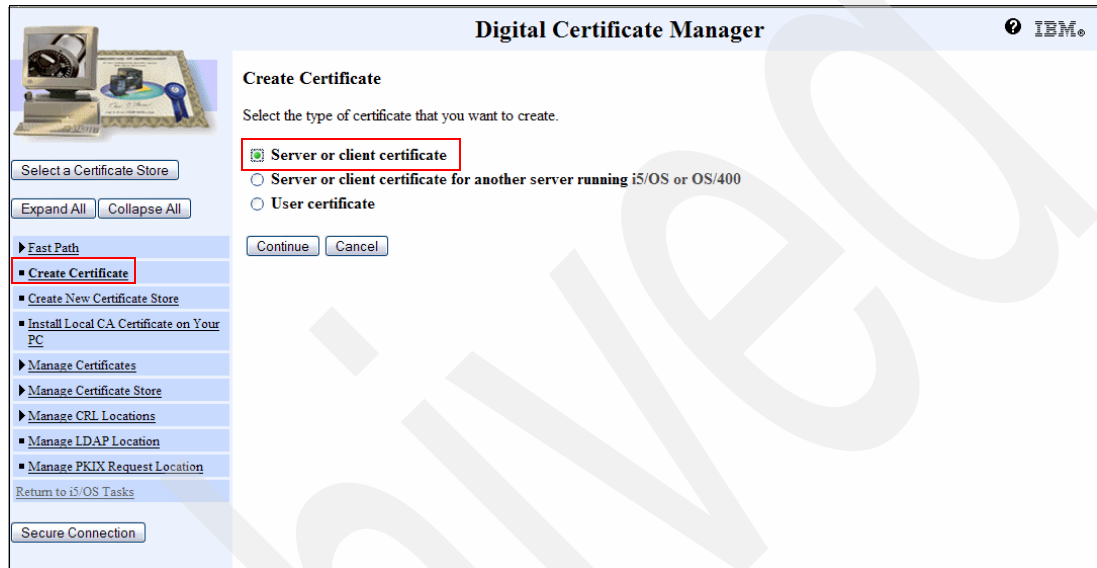 Digital Certificate Manager
IBM®
Create Certificate
Select the type of certificate that you want to create.
Server or client certificate
Server or client certificate for another server running i5/OS or OS/400
User certificate
Continue Cancel
Select a Certificate Store
Expand All Collapse All
Fast Path
Create Certificate
Create New Certificate Store
Install Local CA Certificate on Your
PC
Manage Certificates
Manage Certificate Store
Manage CRL Locations
Manage LDAP Location
Manage PKIX Request Location
Return to i5/OS Tasks
Secure Connection